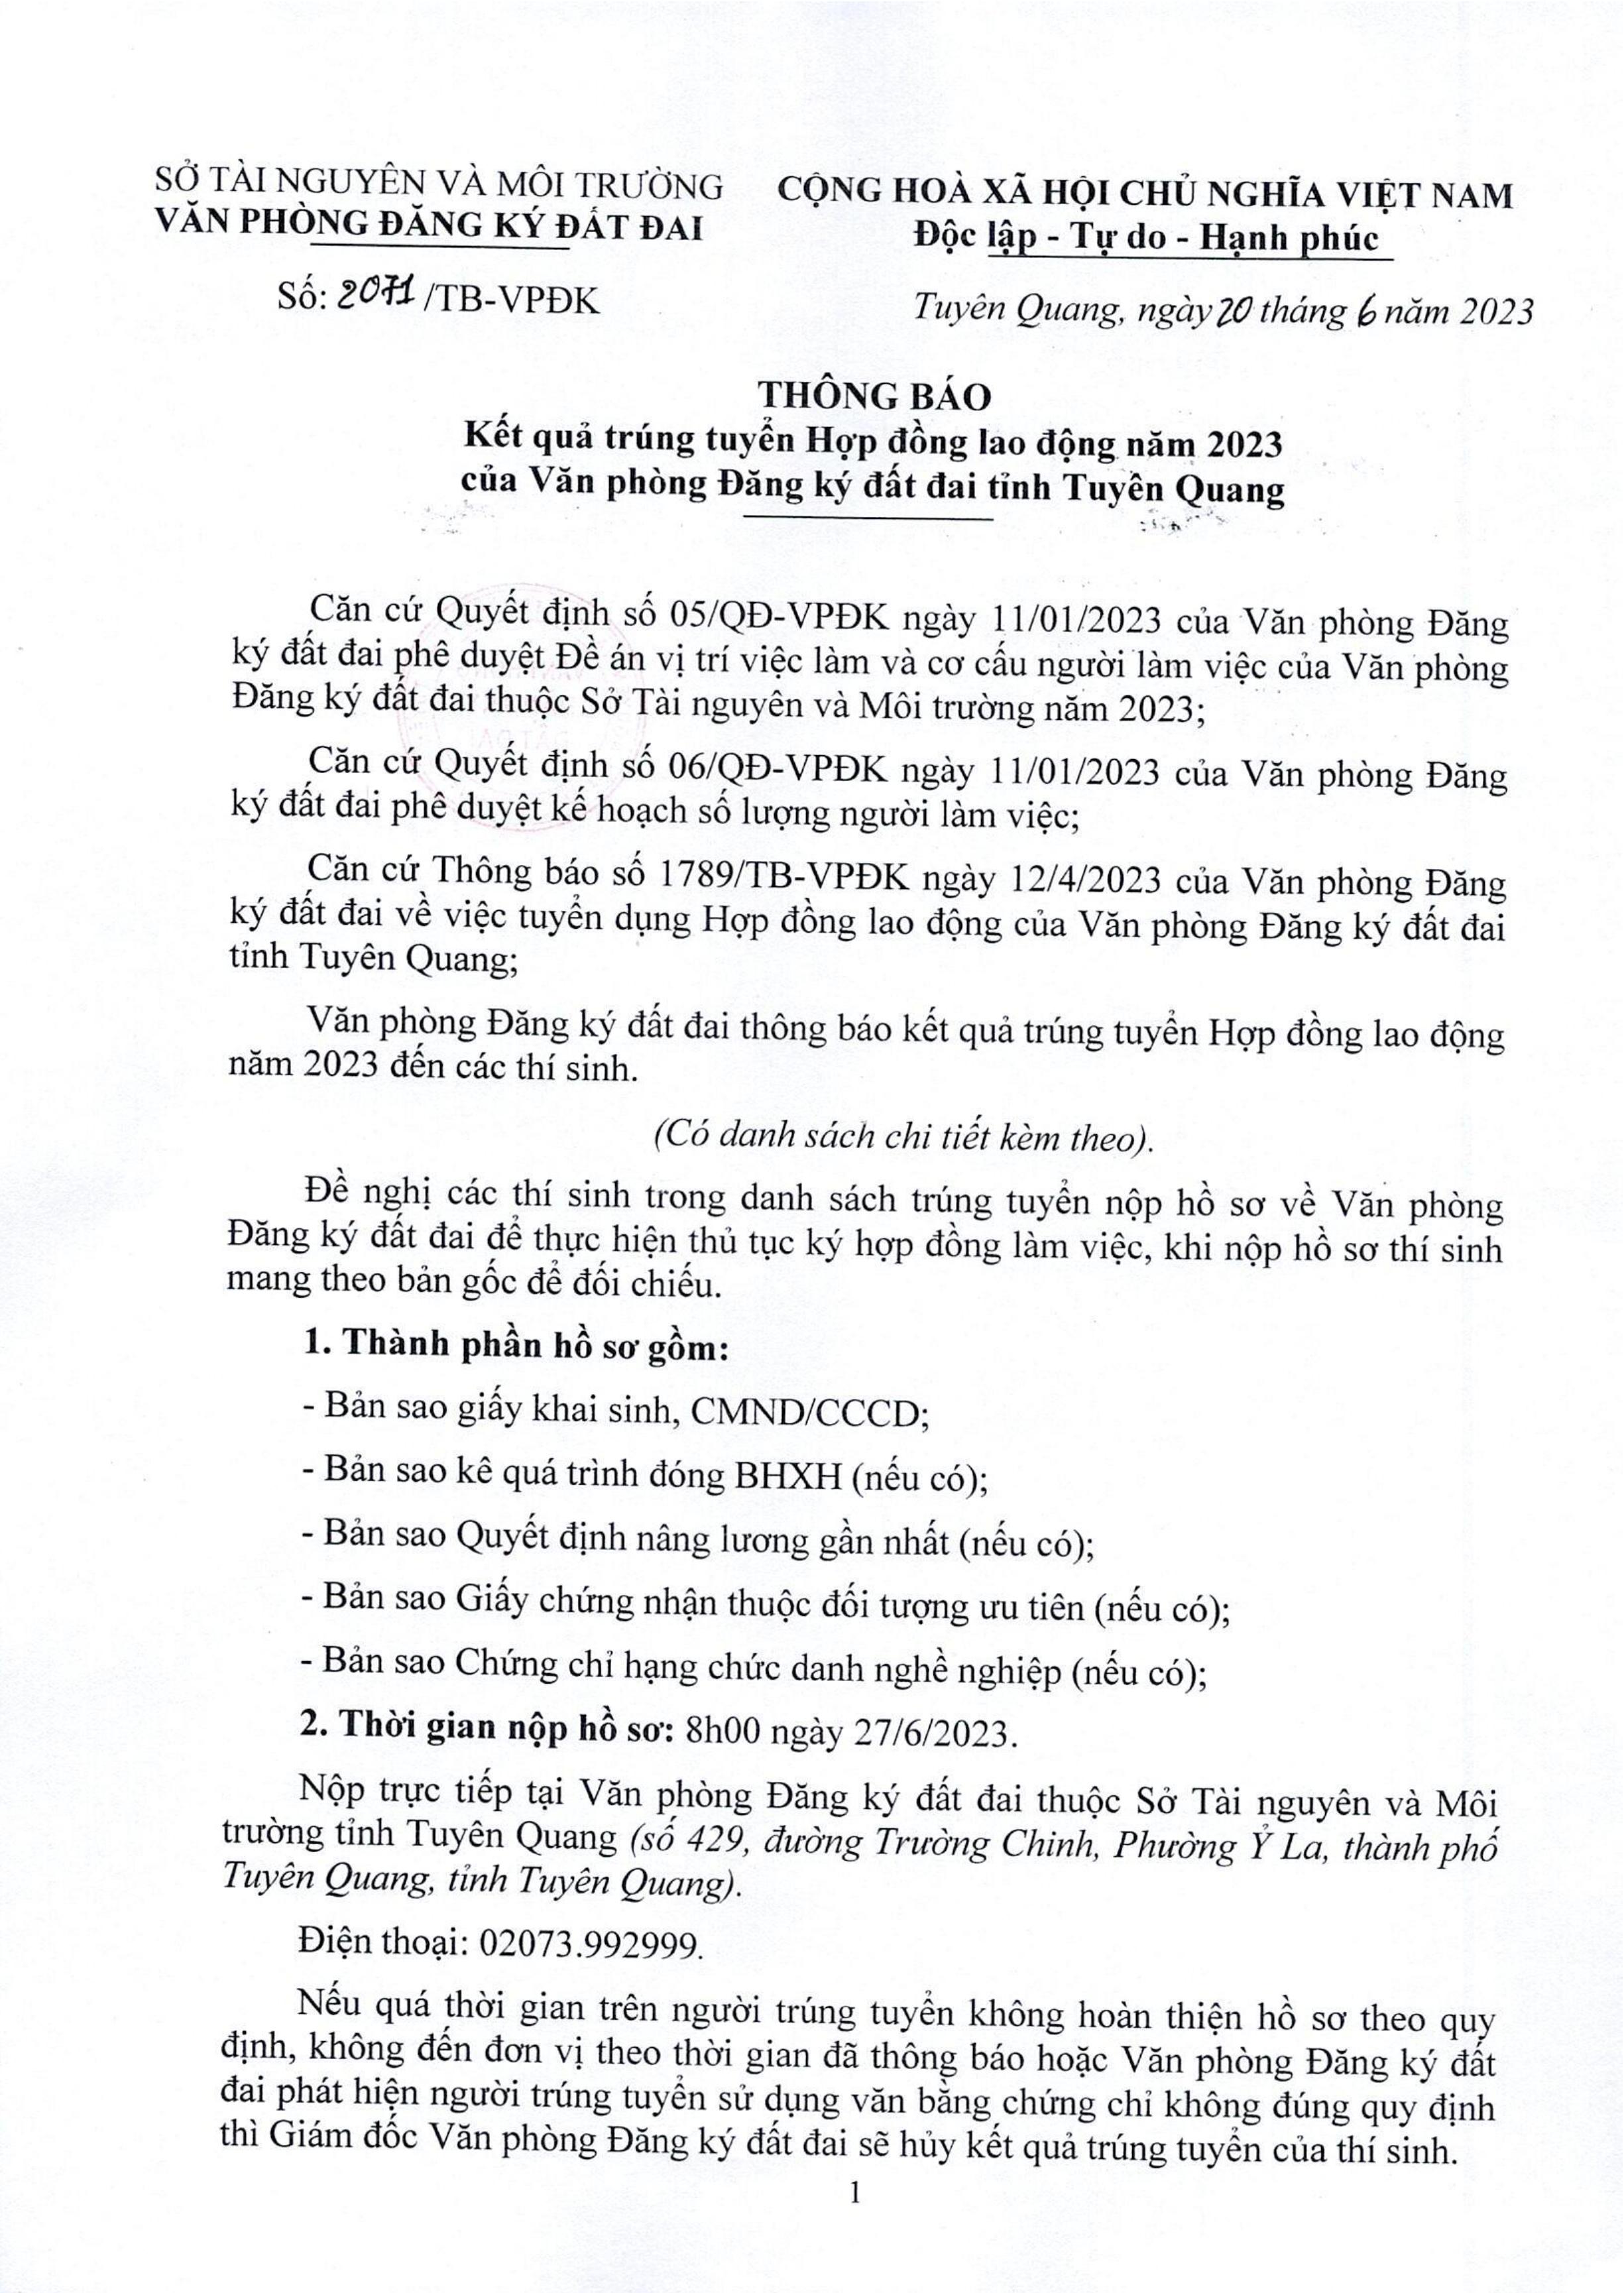 SỞ TÀI NGUYÊN VÀ MÔI TRƯỜNG
VĂN PHÒNG ĐĂNG KÝ ĐẤT ĐAI
Số: 2071 /TB-VPĐK
CỘNG HOÀ XÃ HỘI CHỦ NGHĨA VIỆT NAM
Độc lập - Tự do - Hạnh phúc
Tuyên Quang, ngày 20 tháng 6 năm 2023
THÔNG BÁO
Kết quả trúng tuyển Hợp đồng lao động năm 2023
của Văn phòng Đăng ký đất đai tỉnh Tuyên Quang
Căn cứ Quyết định số 05/QĐ-VPĐK ngày 11/01/2023 của Văn phòng Đăng
ký đất đai phê duyệt Đề án vị trí việc làm và cơ cấu người làm việc của Văn phòng
Đăng ký đất đai thuộc Sở Tài nguyên và Môi trường năm 2023;
Căn cứ Quyết định số 06/QĐ-VPĐK ngày 11/01/2023 của Văn phòng Đăng
ký đất đai phê duyệt kế hoạch số lượng người làm việc;
Căn cứ Thông báo số 1789/TB-VPĐK ngày 12/4/2023 của Văn phòng Đăng
ký đất đai về việc tuyển dụng Hợp đồng lao động của Văn phòng Đăng ký đất đai
tỉnh Tuyên Quang;
Văn phòng Đăng ký đất đai thông báo kết quả trúng tuyển Hợp đồng lao động
năm 2023 đến các thí sinh.
(Có danh sách chi tiết kèm theo).
Đề nghị các thí sinh trong danh sách trúng tuyển nộp hồ sơ về Văn phòng
Đăng ký đất đai để thực hiện thủ tục ký hợp đồng làm việc, khi nộp hồ sơ thí sinh
mang theo bản gốc để đối chiếu.
1. Thành phần hồ sơ gồm:
- Bản sao giấy khai sinh, CMND/CCCD;
- Bản sao kê quá trình đóng BHXH (nếu có);
- Bản sao Quyết định nâng lương gần nhất (nếu có);
- Bản sao Giấy chứng nhận thuộc đối tượng ưu tiên (nếu có);
- Bản sao Chứng chỉ hạng chức danh nghề nghiệp (nếu có);
2. Thời gian nộp hồ sơ: 8h00 ngày 27/6/2023.
Nộp trực tiếp tại Văn phòng Đăng ký đất đai thuộc Sở Tài nguyên và Môi
trường tỉnh Tuyên Quang (số 429, đường Trường Chinh, Phường Ỷ La, thành phố
Tuyên Quang, tỉnh Tuyên Quang).
Điện thoại: 02073.992999.
Nếu quá thời gian trên người trúng tuyển không hoàn thiện hồ sơ theo quy
định, không đến đơn vị theo thời gian đã thông báo hoặc Văn phòng Đăng ký đất
đai phát hiện người trúng tuyển sử dụng văn bằng chứng chỉ không đúng quy định
thì Giám đốc Văn phòng Đăng ký đất đai sẽ hủy kết quả trúng tuyển của thí sinh.
1